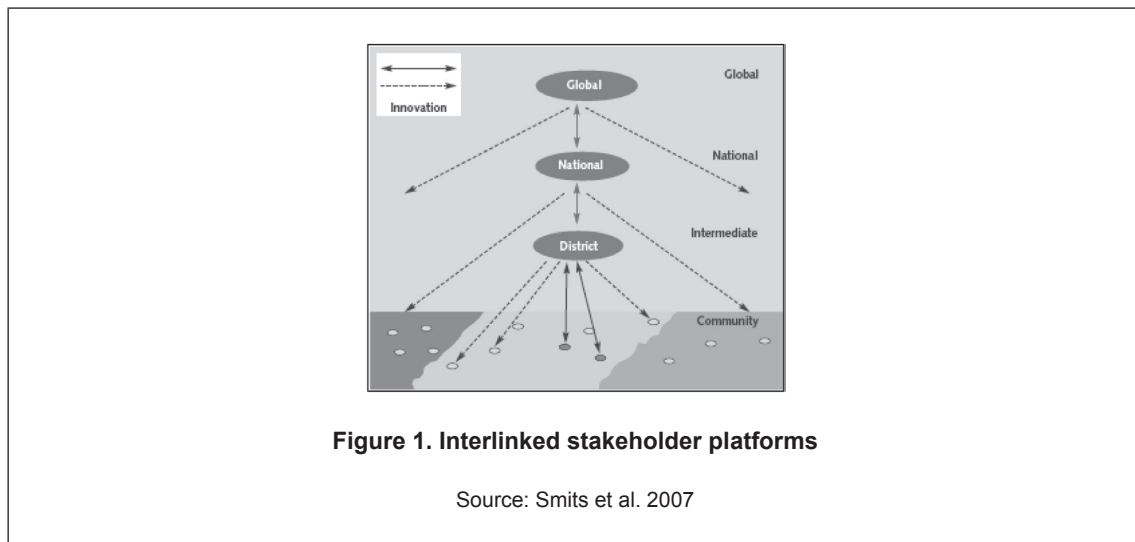 Global
Global
Innovation
National
National
Intermediate
District
Community
Figure 1. Interlinked stakeholder platforms
Source: Smits et al. 2007